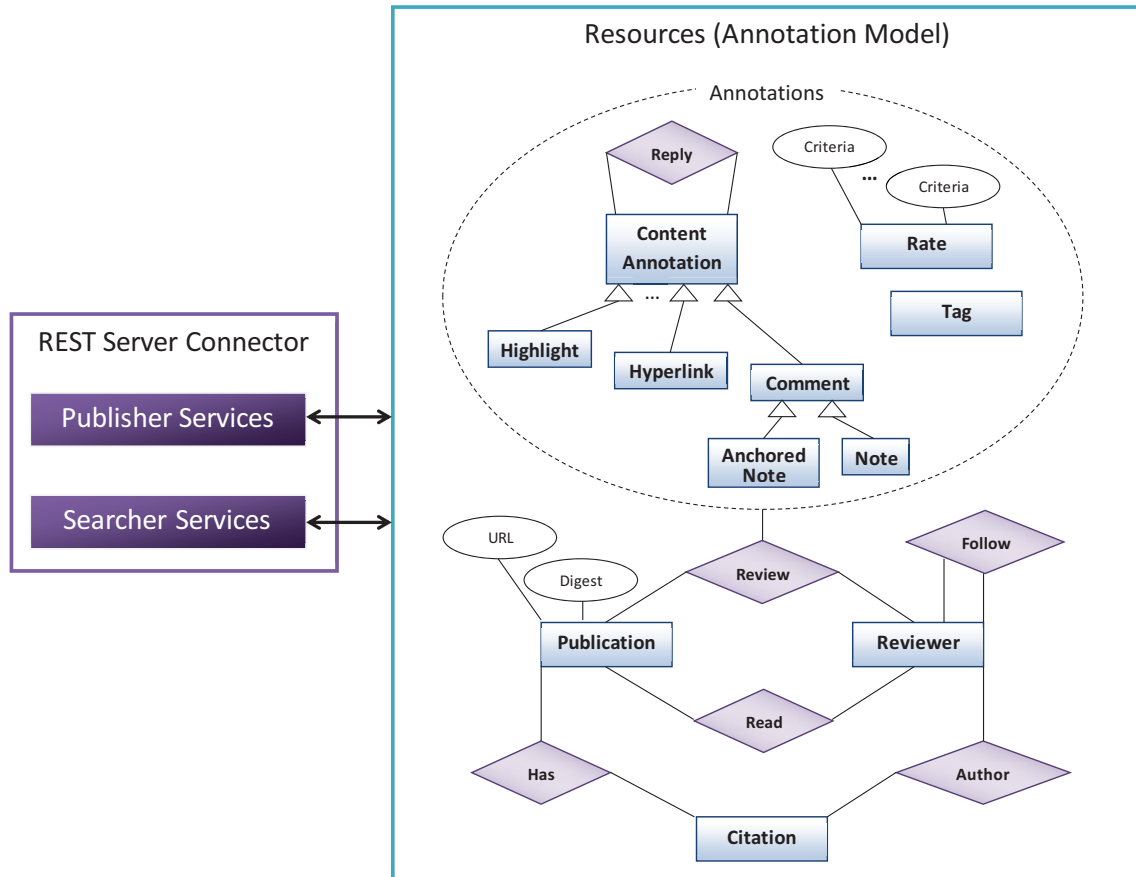 Resources (Annotation Model)
Annotations
Reply
Criteria
...
Criteria
Content
Annotation
Rate
...
Tag
Highlight
Hyperlink
Comment
Anchored
Note
Note
REST Server Connector
Publisher Services
Searcher Services
URL
Digest
Review
Follow
Publication
Reviewer
Read
Has
Author
Citation